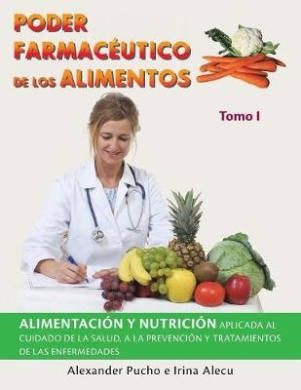 PODER
FARMACÉUTICO
DE LOS ALIMENTOS
Tomo I
ALIMENTACIÓN Y NUTRICIÓN APLICADA AL
CUIDADO DE LA SALUD, A LA PREVENCIÓN Y TRATAMIENTOS
DE LAS ENFERMEDADES
Alexander Pucho e Irina Alecu